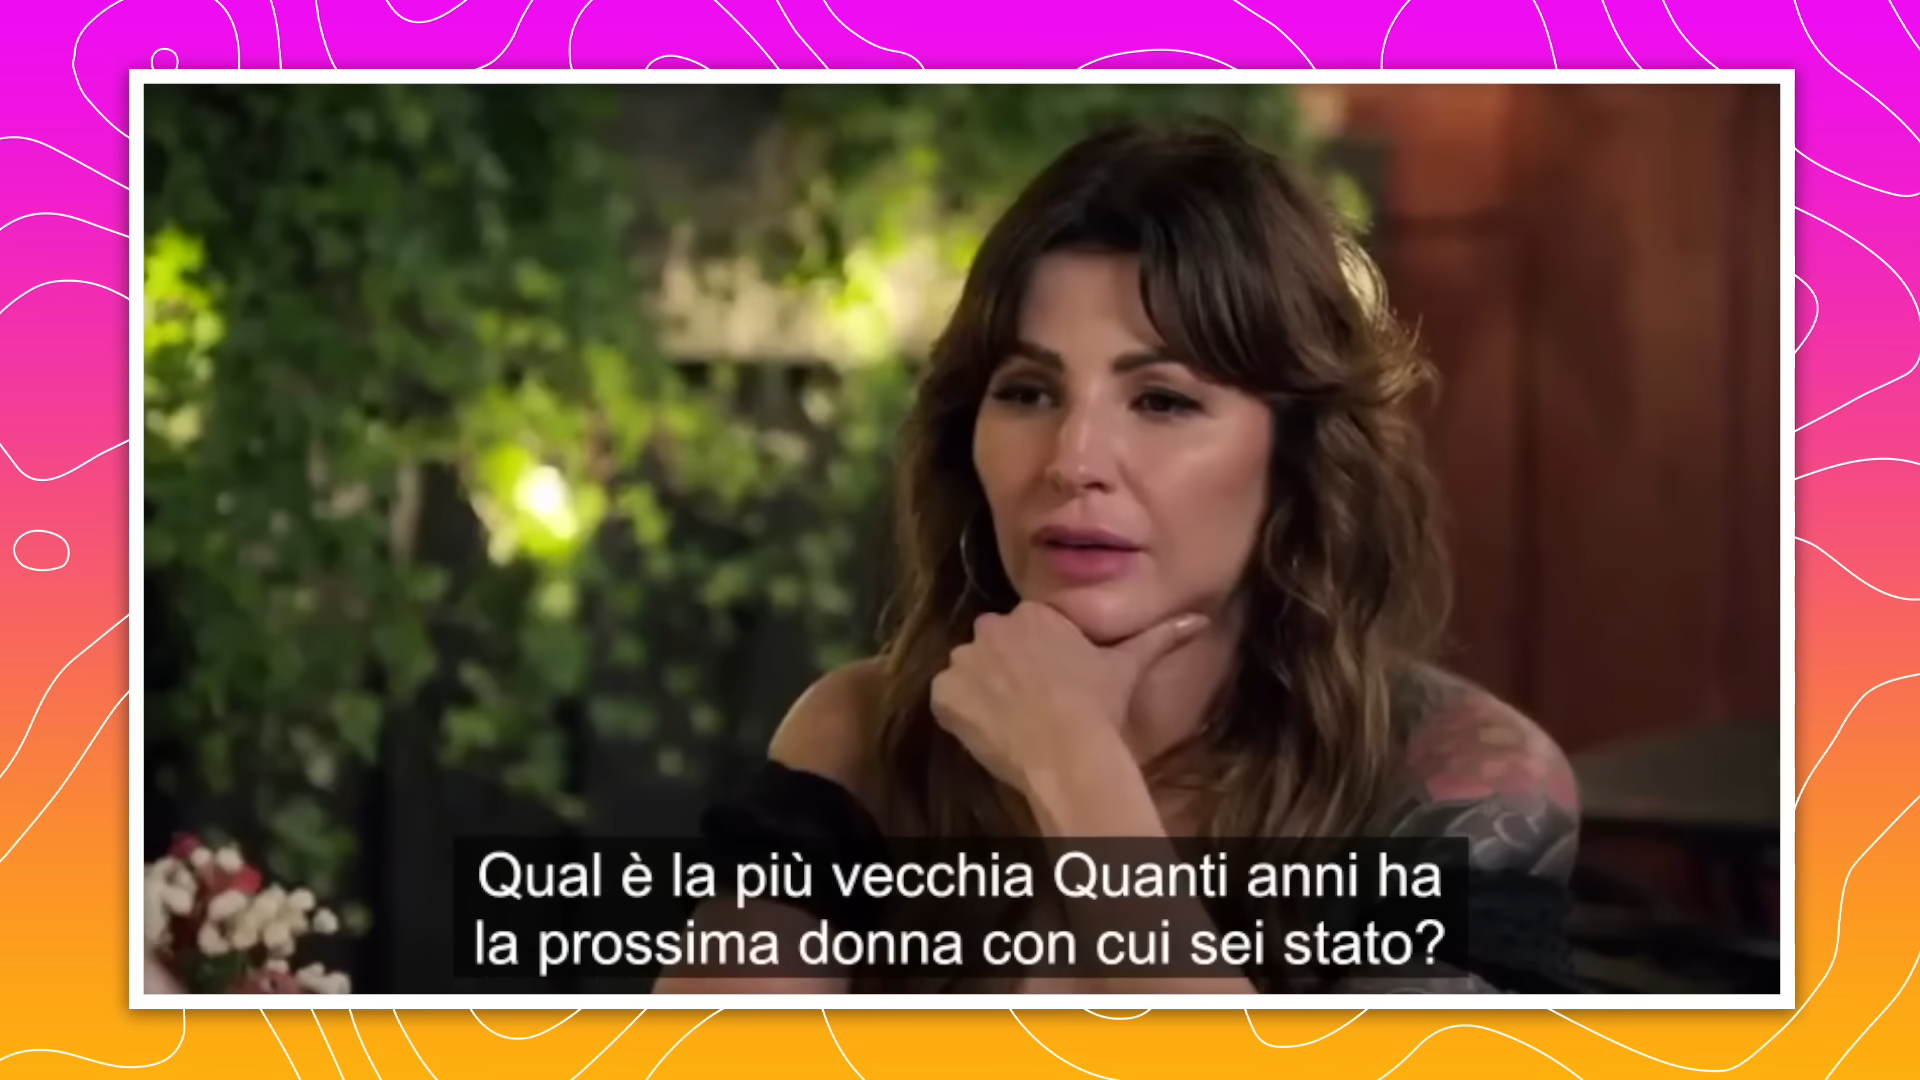 Qual è la più vecchia Quanti anni ha
la prossima donna con cui sei stato?